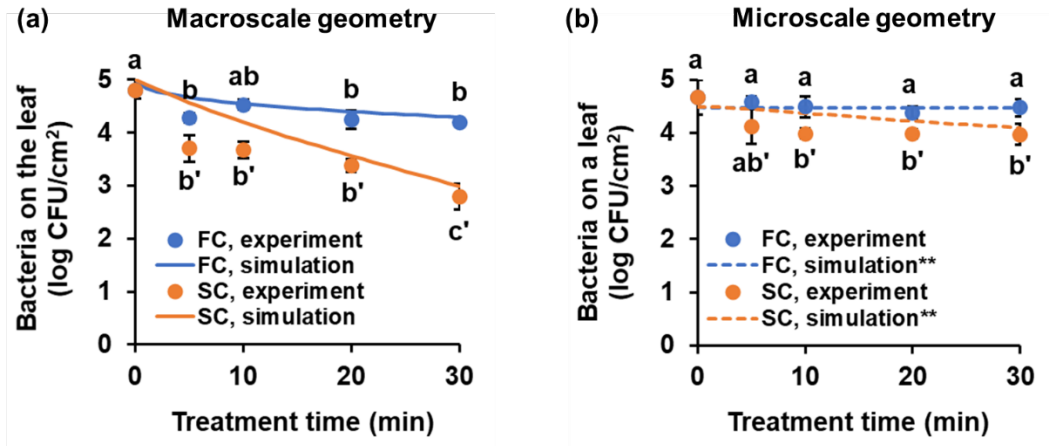 (a)
Macroscale geometry
Bacteria on the leaf
(log CFU/cm²)
5
4
3
2
1
0
a
b
ab
b
b
b'
b'
b'
c'
FC, experiment
FC, simulation
SC, experiment
SC, simulation
0
10
20
30
Treatment time (min)
(b)
Microscale geometry
Bacteria on a leaf
(log CFU/cm²)
5
4
3
2
1
0
a
a
a
a
a
ab'
b'
b'
b'
FC, experiment
FC, simulation**
SC, experiment
SC, simulation**
0
10
20
30
Treatment time (min)